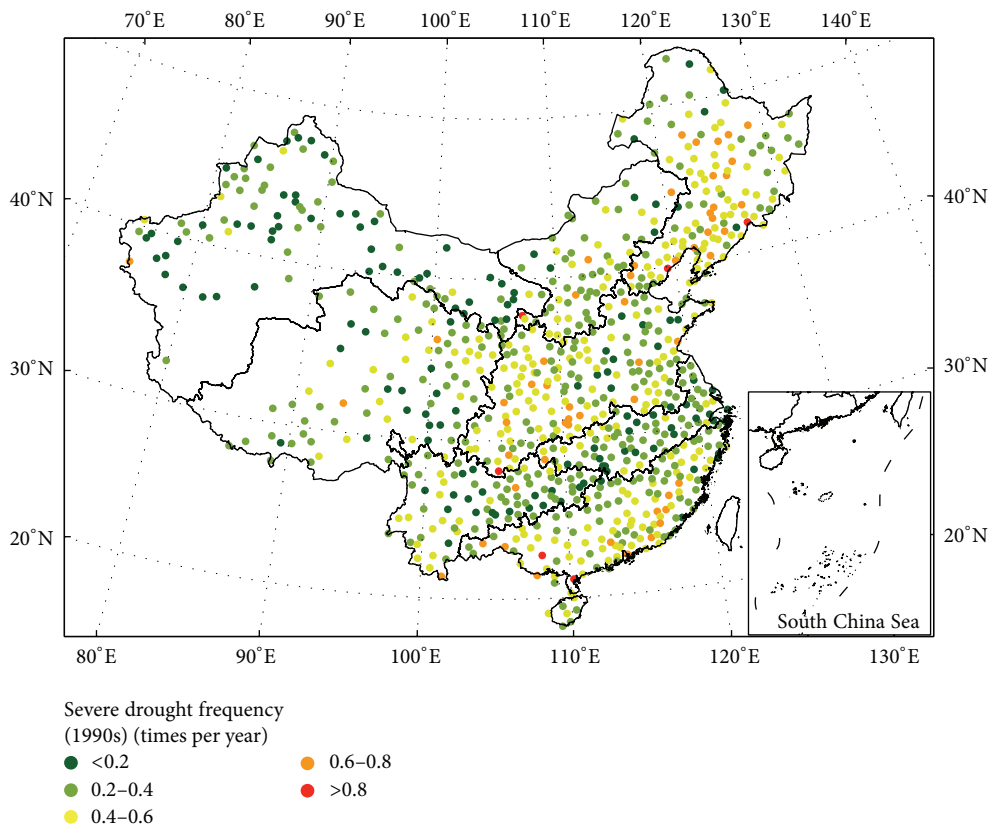 70°E 80°E 90°E 100°E 110°E 120°E 130°E 140°E
40°N 40°N
30°N 30°N
20°N 20°N
South China Sea
80°E 90°E 100°E 110°E 120°E 130°E
Severe drought frequency
(1990s) (times per year)
<0.2 0.6–0.8
0.2–0.4 >0.8
0.4–0.6